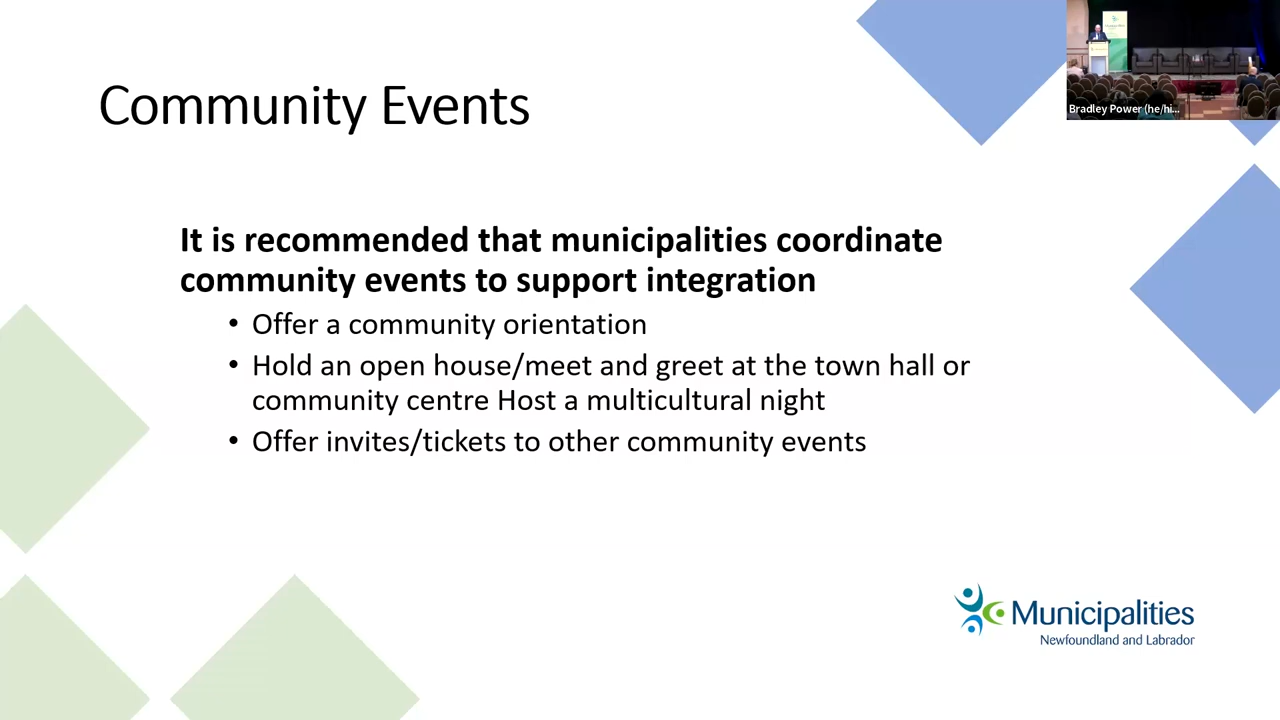 Community Events
Bradley Power (he/hi...
It is recommended that municipalities coordinate
community events to support integration
• Offer a community orientation
• Hold an open house/meet and greet at the town hall or
community centre Host a multicultural night
• Offer invites/tickets to other community events
Municipalities
Newfoundland and Labrador